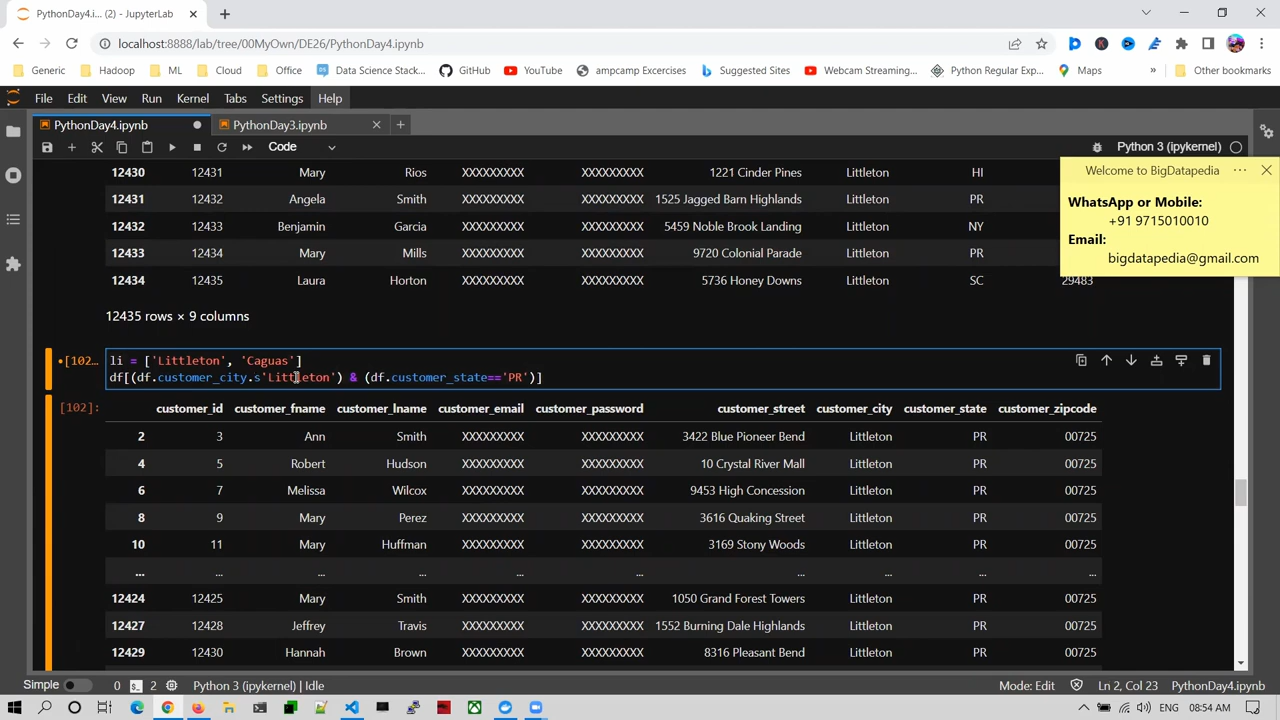 PythonDay4.i... (2) - JupyterLab
localhost:8888/lab/tree/00MyOwn/DE26/PythonDay4.ipynb
Generic Hadoop ML Cloud Office Data Science Stack... GitHub YouTube ampcamp Excercises Suggested Sites Webcam Streaming... Python Regular Exp... Maps » Other bookmarks
File Edit View Run Kernel Tabs Settings Help
PythonDay4.ipynb PythonDay3.ipynb
Code Python 3 (ipykernel)
Welcome to BigDatapedia ...
WhatsApp or Mobile:
+91 9715010010
Email:
bigdatapedia@gmail.com
12430 12431 Mary Rios XXXXXXXX XXXXXXXXX 1221 Cinder Pines Littleton HI
12431 12432 Angela Smith XXXXXXXX XXXXXXXXX 1525 Jagged Barn Highlands Littleton PR
12432 12433 Benjamin Garcia XXXXXXXX XXXXXXXXX 5459 Noble Brook Landing Littleton NY
12433 12434 Mary Mills XXXXXXXX XXXXXXXXX 9720 Colonial Parade Littleton PR
12434 12435 Laura Horton XXXXXXXX XXXXXXXXX 5736 Honey Downs Littleton SC 29483
12435 rows × 9 columns
[102... li = ['Littleton', 'Caguas']
df[(df.customer_city.s'Littleton') & (df.customer_state=='PR')]
[102]: customer_id customer_fname customer_lname customer_email customer_password customer_street customer_city customer_state customer_zipcode
2 3 Ann Smith XXXXXXXXX XXXXXXXXX 3422 Blue Pioneer Bend Littleton PR 00725
4 5 Robert Hudson XXXXXXXXX XXXXXXXXX 10 Crystal River Mall Littleton PR 00725
6 7 Melissa Wilcox XXXXXXXXX XXXXXXXXX 9453 High Concession Littleton PR 00725
8 9 Mary Perez XXXXXXXXX XXXXXXXXX 3616 Quaking Street Littleton PR 00725
10 11 Mary Huffman XXXXXXXXX XXXXXXXXX 3169 Stony Woods Littleton PR 00725
... ... ... ... ... ... ... ... ... ...
12424 12425 Mary Smith XXXXXXXXX XXXXXXXXX 1050 Grand Forest Towers Littleton PR 00725
12427 12428 Jeffrey Travis XXXXXXXXX XXXXXXXXX 1552 Burning Dale Highlands Littleton PR 00725
12429 12430 Hannah Brown XXXXXXXXX XXXXXXXXX 8316 Pleasant Bend Littleton PR 00725
Simple 0 2 Python 3 (ipykernel) | Idle Mode: Edit Ln 2, Col 23 PythonDay4.ipynb
ENG 08:54 AM